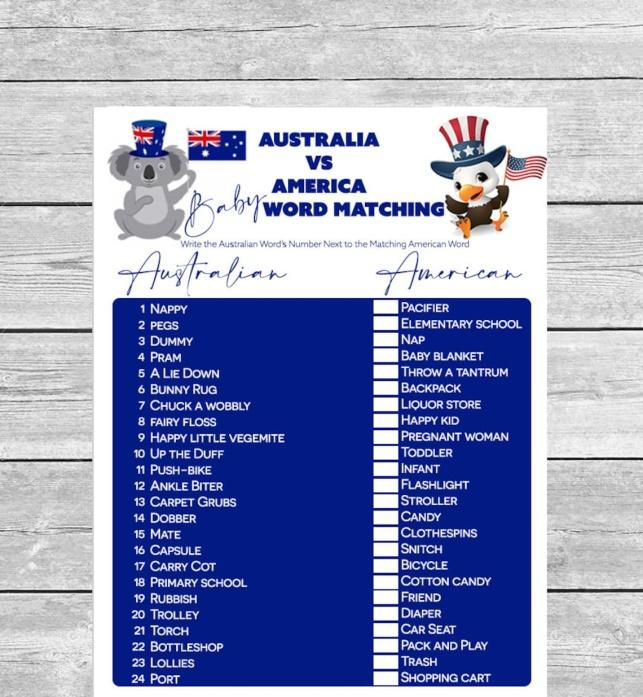 AUSTRALIA
VS
AMERICA
Baby WORD MATCHING
Write the Australian Word's Number Next to the Matching American Word
Australian American
1 NAPPY PACIFIER
2 PEGS ELEMENTARY SCHOOL
3 DUMMY NAP
4 PRAM BABY BLANKET
5 A LIE DOWN THROW A TANTRUM
6 BUNNY RUG BACKPACK
7 CHUCK A WOBBLY LIQUOR STORE
8 FAIRY FLOSS HAPPY KID
9 HAPPY LITTLE VEGEMITE PREGNANT WOMAN
10 UP THE DUFF TODDLER
11 PUSH-BIKE INFANT
12 ANKLE BITER FLASHLIGHT
13 CARPET GRUBS STROLLER
14 DOBBER CANDY
15 MATE CLOTHESPINS
16 CAPSULE SNITCH
17 CARRY COT BICYCLE
18 PRIMARY SCHOOL COTTON CANDY
19 RUBBISH FRIEND
20 TROLLEY DIAPER
21 TORCH CAR SEAT
22 BOTTLESHOP PACK AND PLAY
23 LOLLIES TRASH
24 PORT SHOPPING CART